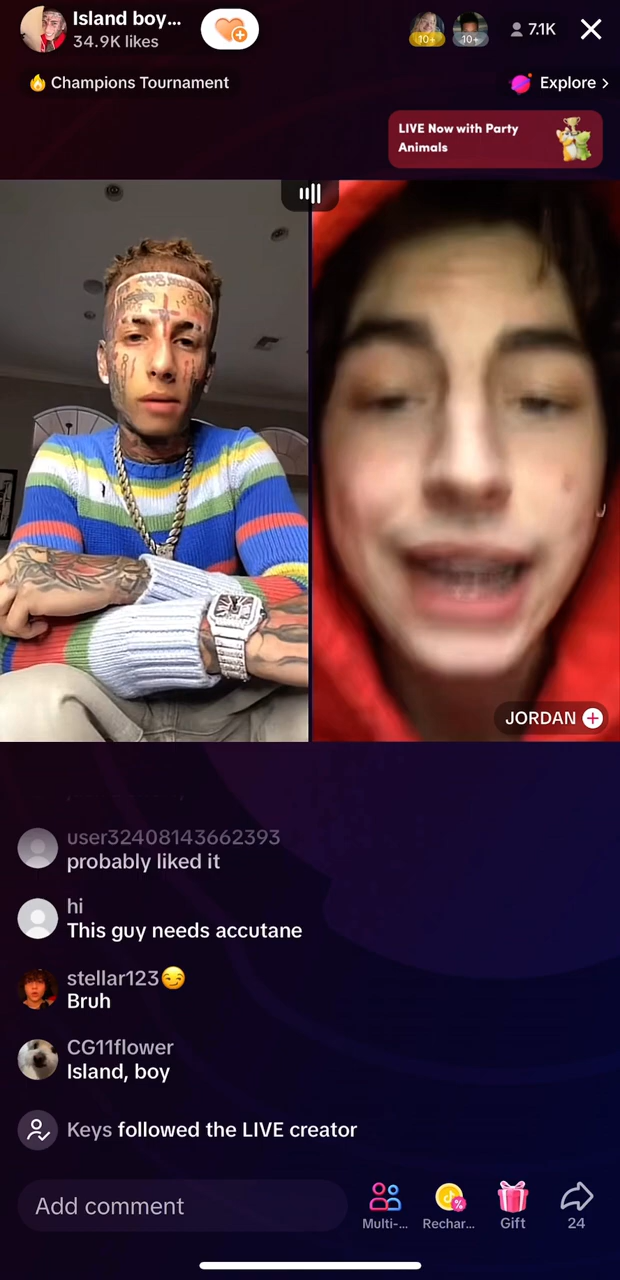 Island boy...
34.9K likes
10+
10+
7.1K
Champions Tournament
Explore >
LIVE Now with Party
Animals
JORDAN
user32408143662393
probably liked it
hi
This guy needs accutane
stellar123😏
Bruh
CG11flower
Island, boy
Keys followed the LIVE creator
Add comment
Multi-...
Rechar...
Gift
24